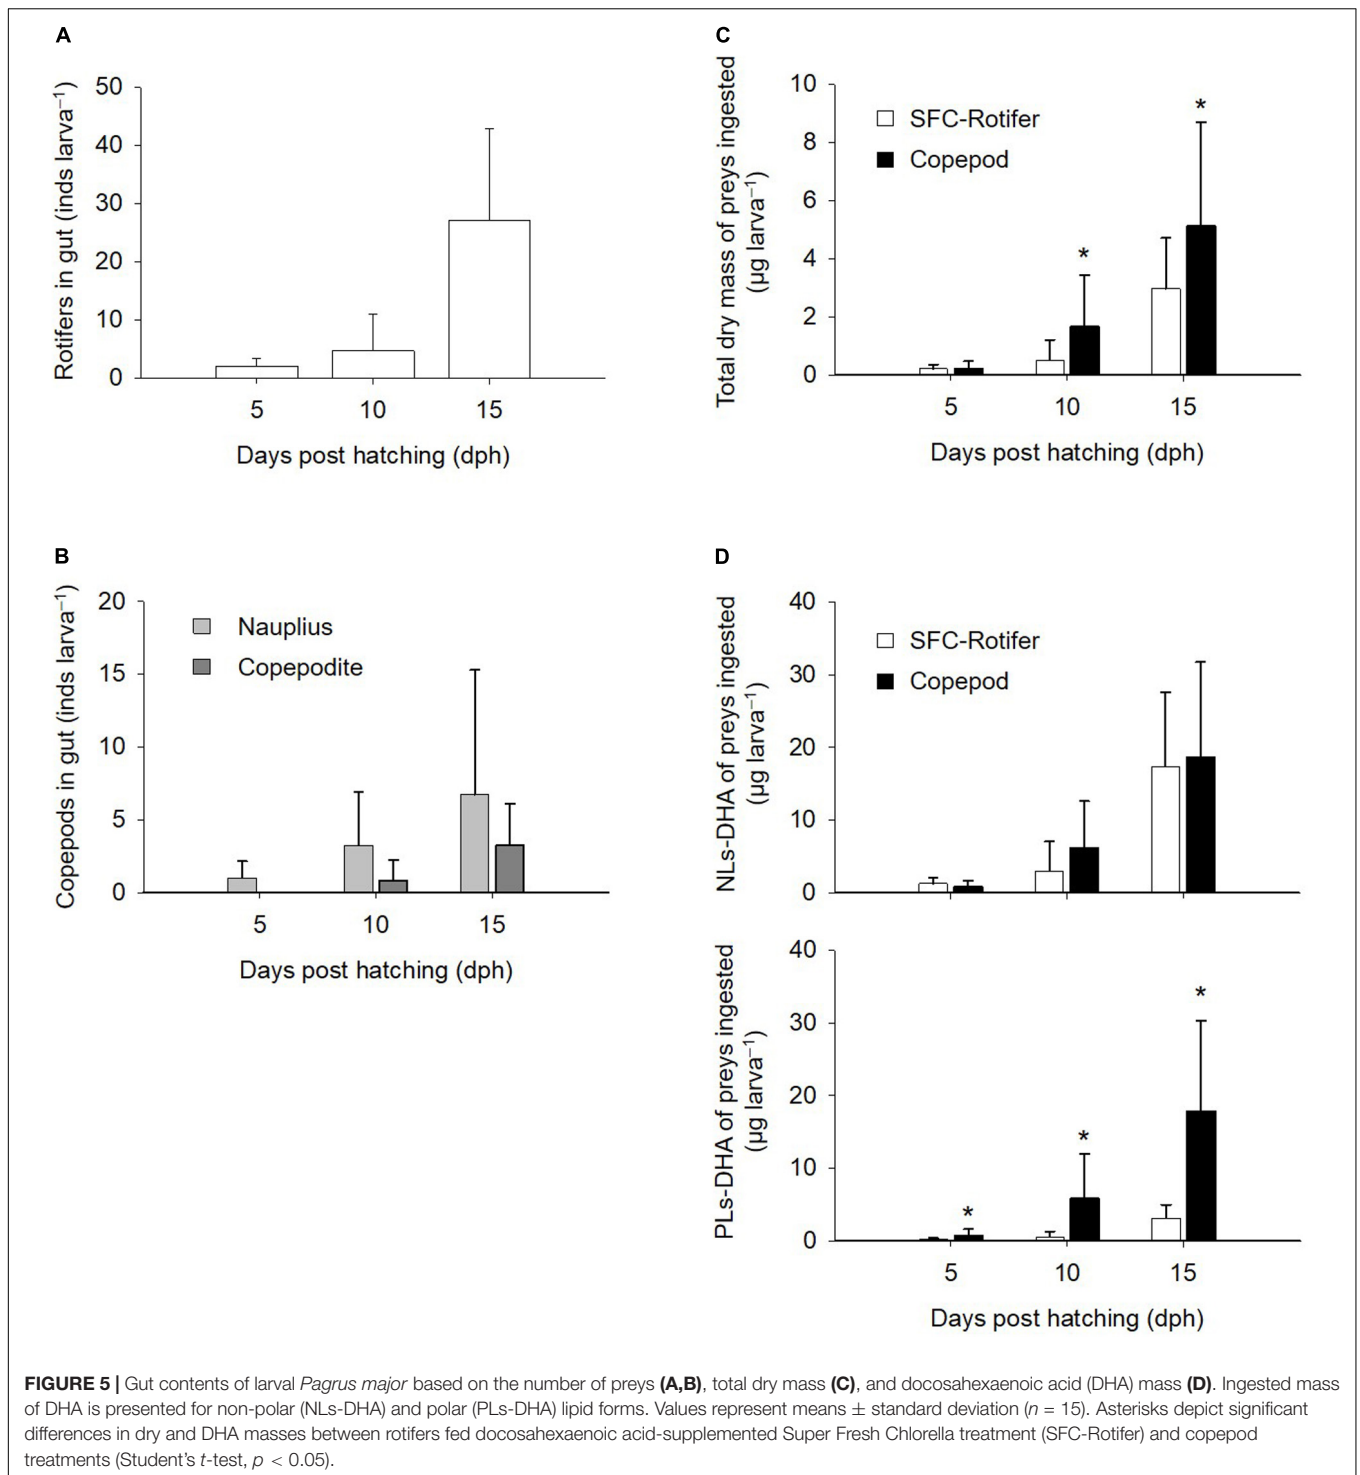 A
Rotifers in gut (inds larva⁻¹)
50
40
30
20
10
0
5 10 15
Days post hatching (dph)
B
Copepods in gut (inds larva⁻¹)
20
15
10
5
0
Nauplius
Copepodite
5 10 15
Days post hatching (dph)
C
Total dry mass of preys ingested
(µg larva⁻¹)
10
8
6
4
2
0
SFC-Rotifer
Copepod
*
*
5 10 15
Days post hatching (dph)
D
NLs-DHA of preys ingested
(µg larva⁻¹)
40
30
20
10
0
SFC-Rotifer
Copepod
PLs-DHA of preys ingested
(µg larva⁻¹)
40
30
20
10
0
*
*
*
5 10 15
Days post hatching (dph)
FIGURE 5 | Gut contents of larval Pagrus major based on the number of preys (A,B), total dry mass (C), and docosahexaenoic acid (DHA) mass (D). Ingested mass
of DHA is presented for non-polar (NLs-DHA) and polar (PLs-DHA) lipid forms. Values represent means ± standard deviation (n = 15). Asterisks depict significant
differences in dry and DHA masses between rotifers fed docosahexaenoic acid-supplemented Super Fresh Chlorella treatment (SFC-Rotifer) and copepod
treatments (Student's t-test, p < 0.05).